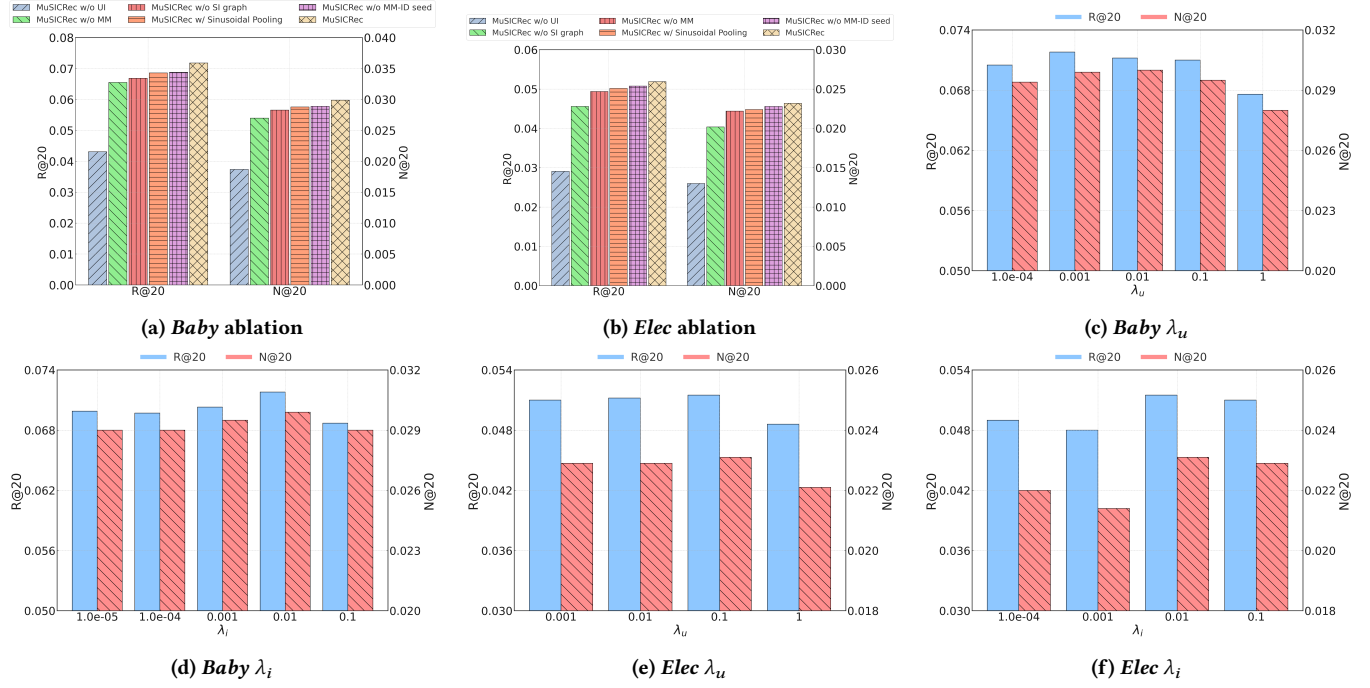 MuSICRec w/o UI MuSICRec w/o SI graph MuSICRec w/o MM-ID seed
MuSICRec w/o MM MuSICRec w/ Sinusoidal Pooling MuSICRec
0.08 0.040
0.07 0.035
0.06 0.030
0.05 0.025
0.04 0.020
0.03 0.015
0.02 0.010
0.01 0.005
0.00 0.000
R@20
N@20
R@20 N@20
(a) Baby ablation
MuSICRec w/o UI MuSICRec w/o MM MuSICRec w/o MM-ID seed
MuSICRec w/o SI graph MuSICRec w/ Sinusoidal Pooling MuSICRec
0.06 0.030
0.05 0.025
0.04 0.020
0.03 0.015
0.02 0.010
0.01 0.005
0.00 0.000
R@20
N@20
R@20 N@20
(b) Elec ablation
R@20 N@20
0.074 0.032
0.068 0.029
0.062 0.026
0.056 0.023
0.050 0.020
R@20
N@20
1.0e-04 0.001 0.01 0.1 1
λu
(c) Baby λu
R@20 N@20
0.074 0.032
0.068 0.029
0.062 0.026
0.056 0.023
0.050 0.020
R@20
N@20
1.0e-05 1.0e-04 0.001 0.01 0.1
λi
(d) Baby λi
R@20 N@20
0.054 0.026
0.048 0.024
0.042 0.022
0.036 0.020
0.030 0.018
R@20
N@20
0.001 0.01 0.1 1
λu
(e) Elec λu
R@20 N@20
0.054 0.026
0.048 0.024
0.042 0.022
0.036 0.020
0.030 0.018
R@20
N@20
1.0e-04 0.001 0.01 0.1
λi
(f) Elec λi